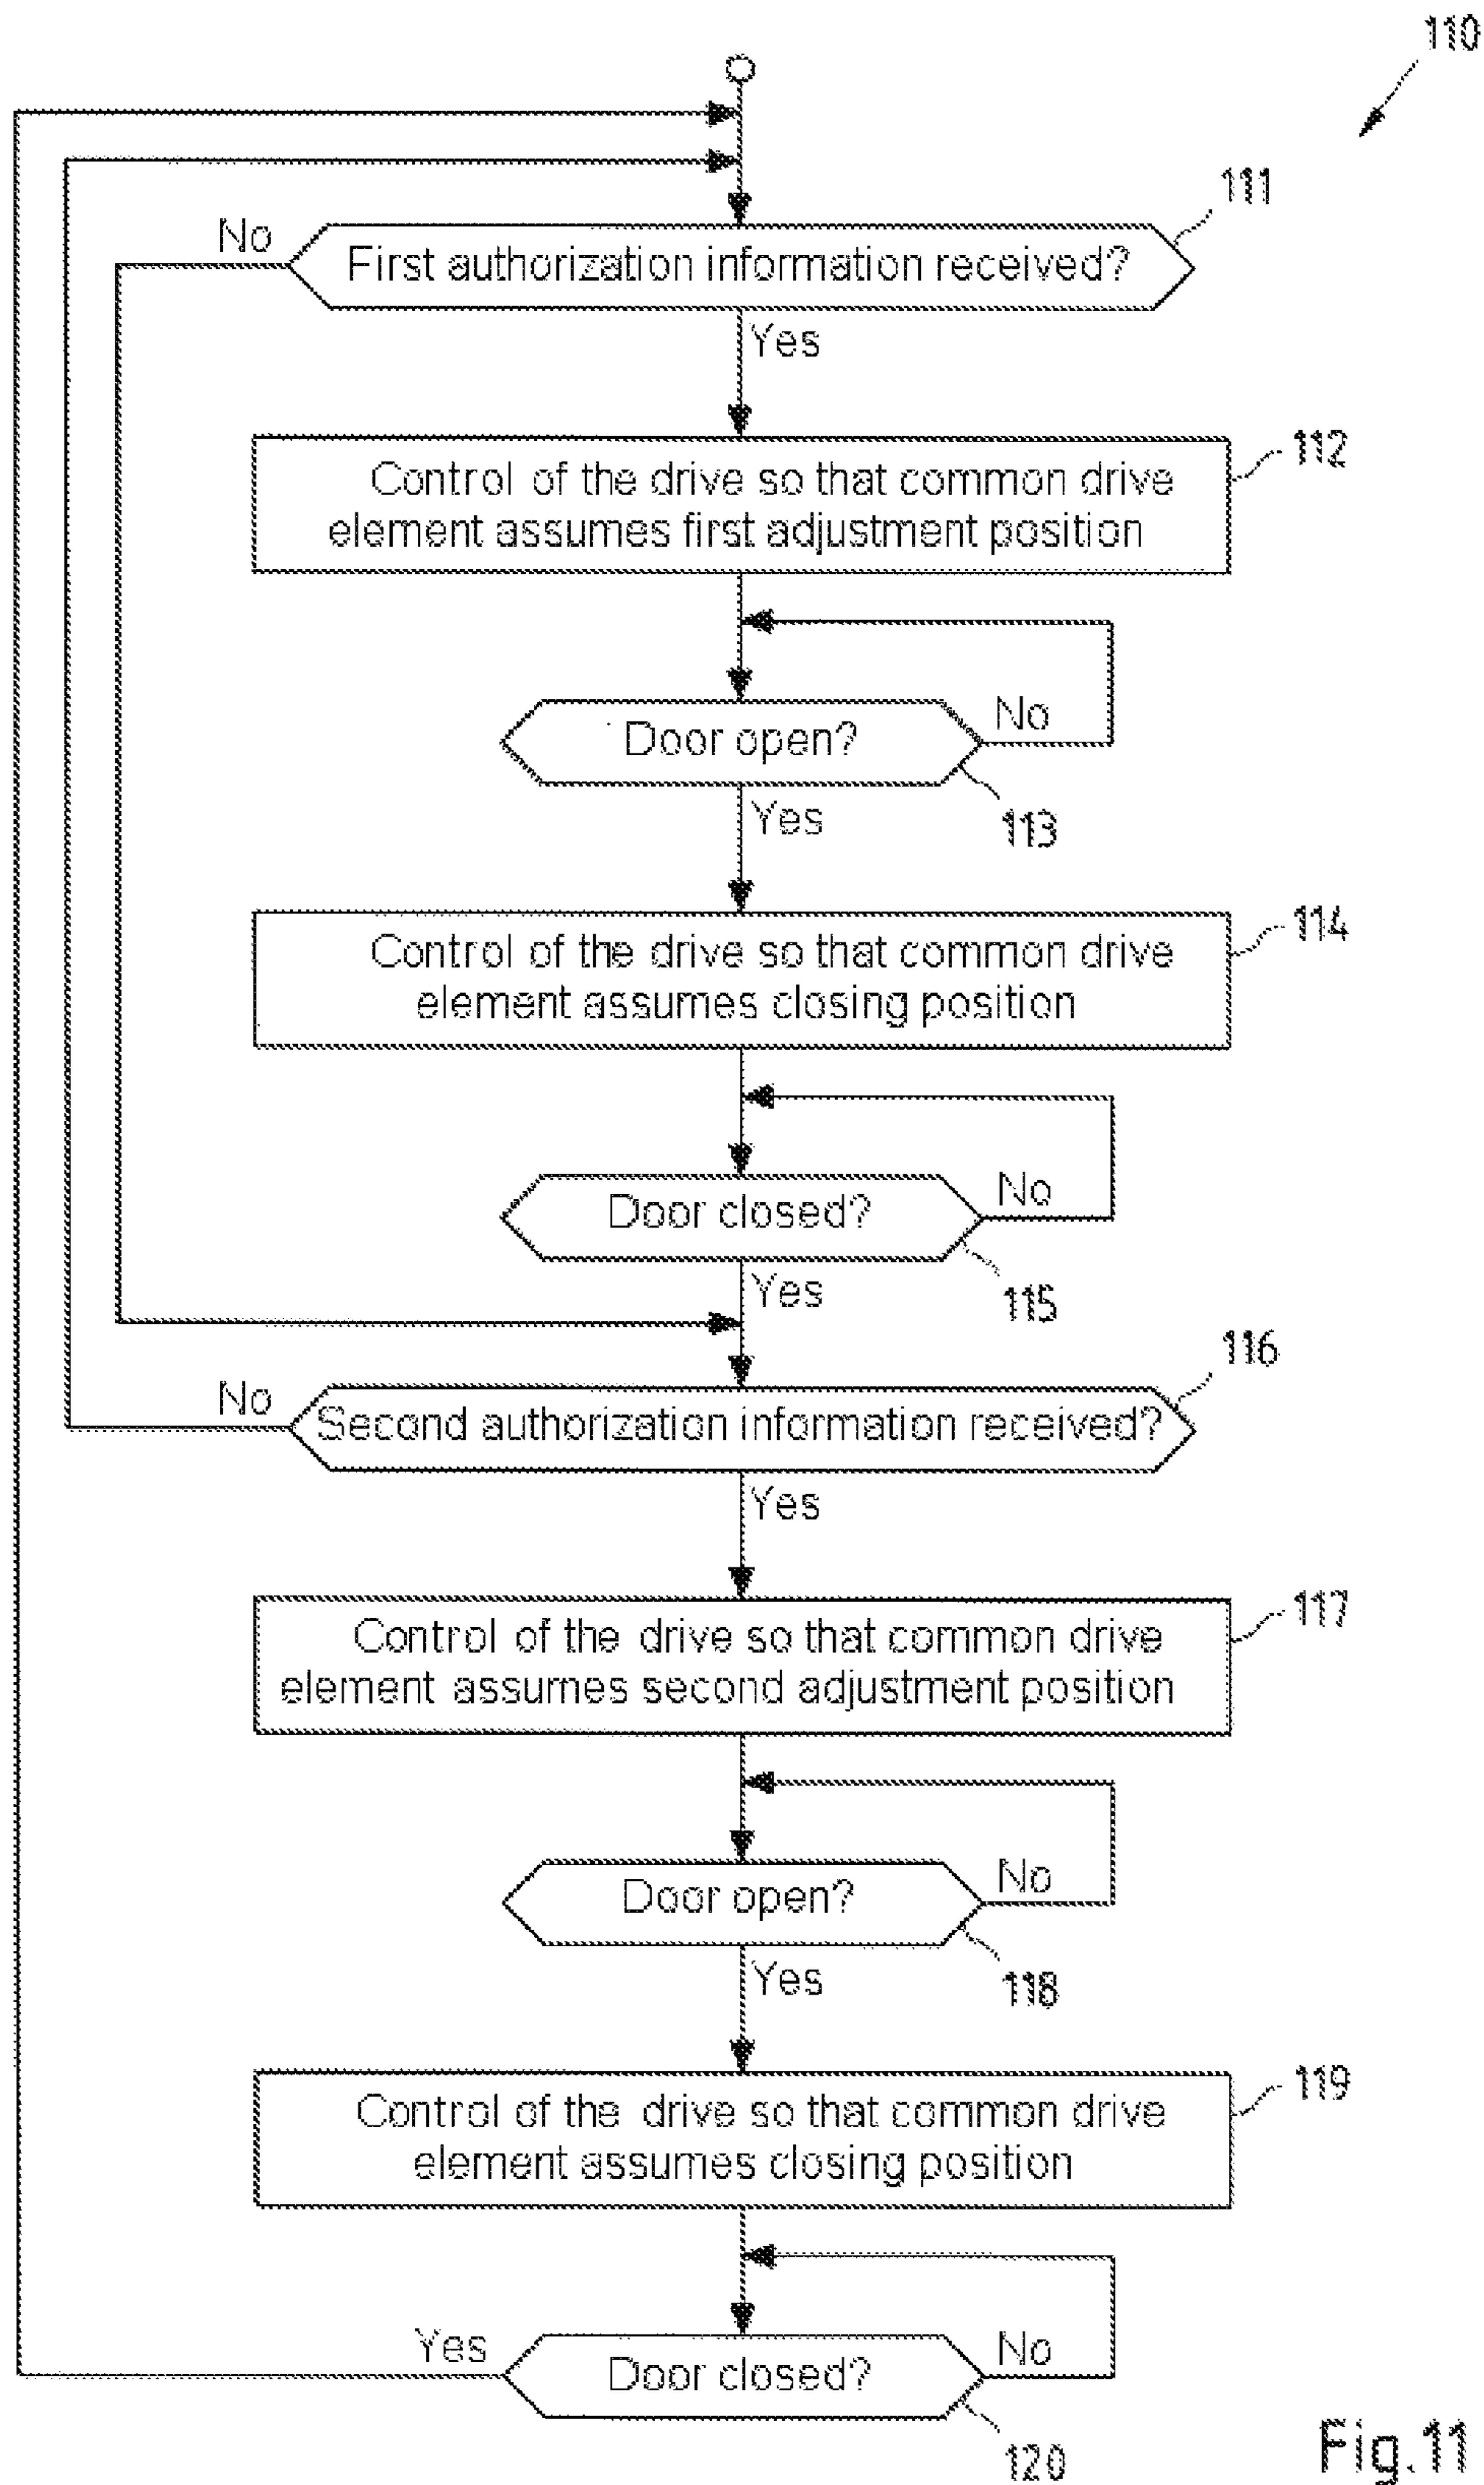 110
111
No
First authorization information received?
Yes
112
Control of the drive so that common drive
element assumes first adjustment position
No
Door open?
Yes
113
114
Control of the drive so that common drive
element assumes closing position
No
Door closed?
Yes
115
116
No
Second authorization information received?
Yes
117
Control of the drive so that common drive
element assumes second adjustment position
No
Door open?
Yes
118
119
Control of the drive so that common drive
element assumes closing position
Yes
No
Door closed?
120
Fig.11